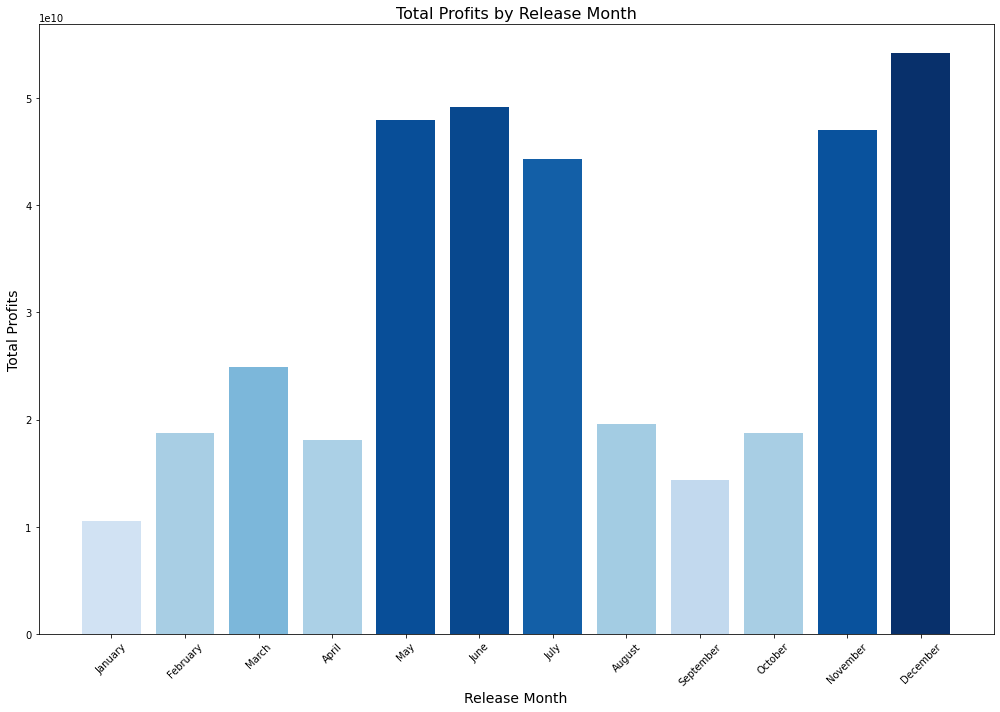 Total Profits by Release Month
1e10
5
4
3
2
1
0
Total Profits
January
February
March
April
May
June
July
August
September
October
November
December
Release Month